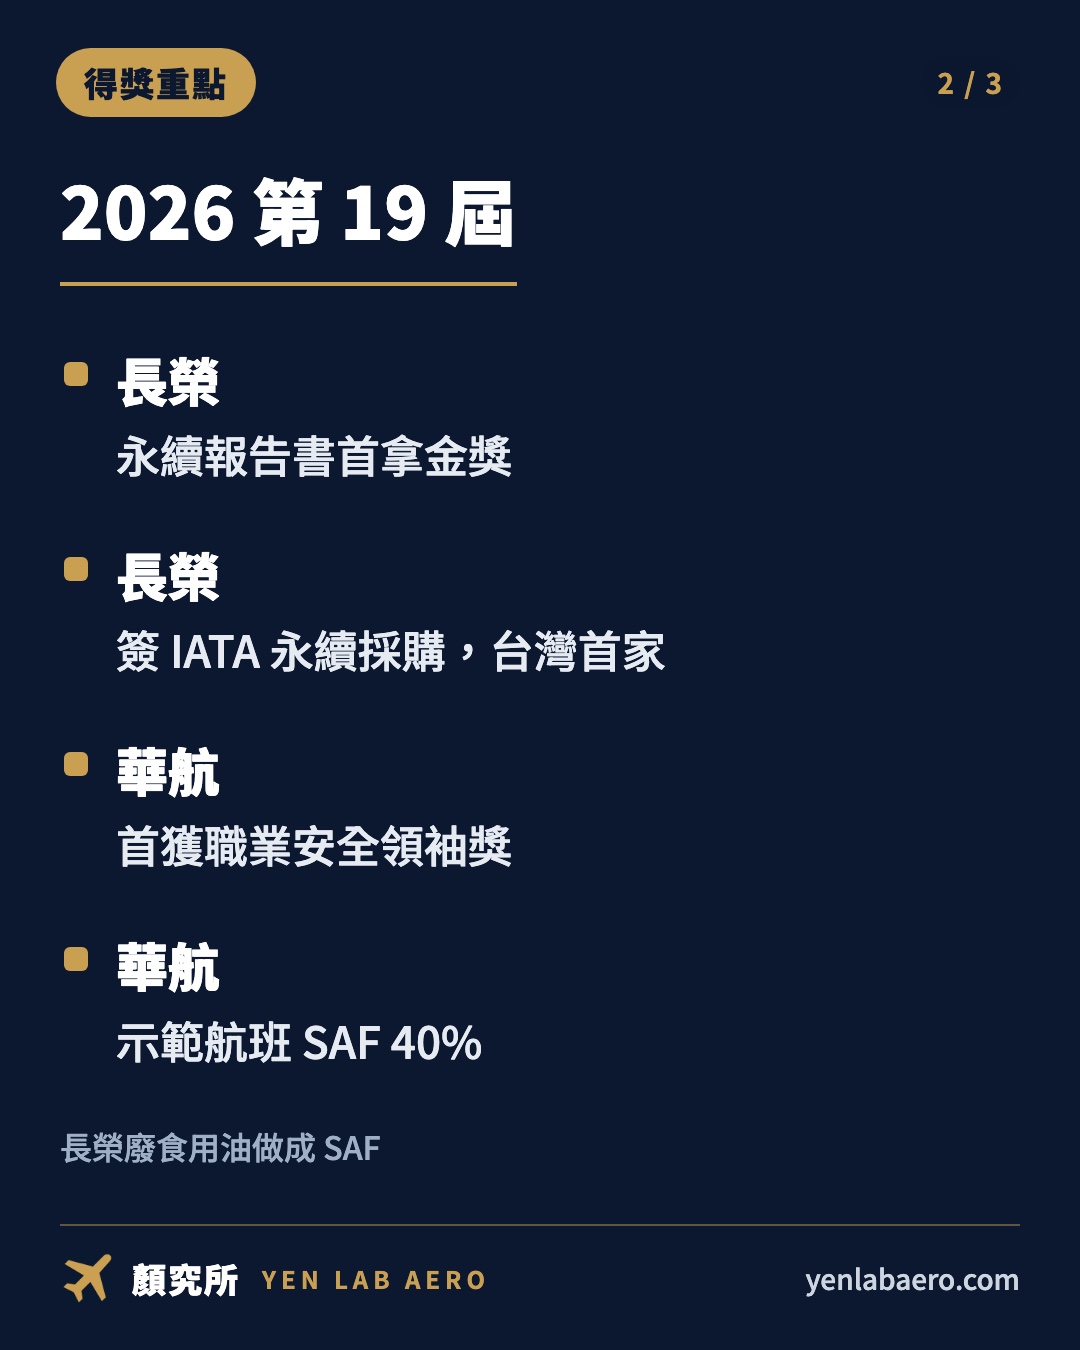 得獎重點
2 / 3
2026 第 19 屆
長榮
永續報告書首拿金獎
長榮
簽 IATA 永續採購，台灣首家
華航
首獲職業安全領袖獎
華航
示範航班 SAF 40%
長榮廢食用油做成 SAF
顏究所 YEN LAB AERO
yenlabaero.com